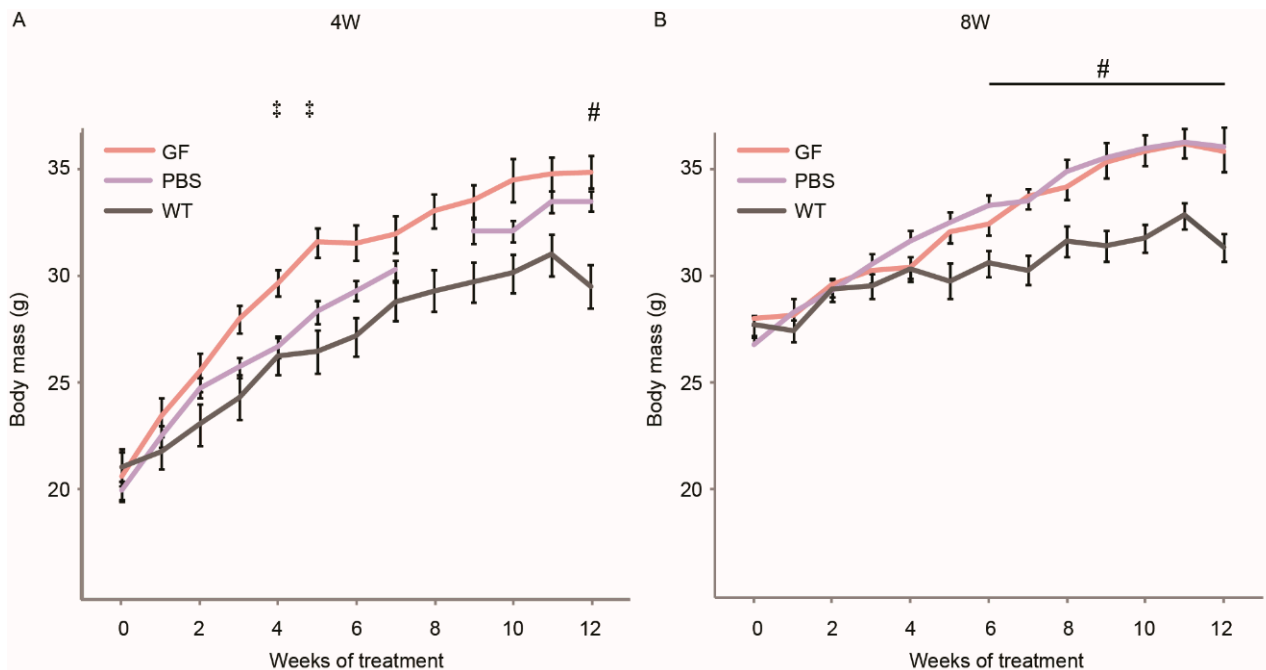 A
4W
‡ ‡
#
GF
PBS
WT
35
30
25
20
Body mass (g)
0 2 4 6 8 10 12
Weeks of treatment
B
8W
#
GF
PBS
WT
35
30
25
20
Body mass (g)
0 2 4 6 8 10 12
Weeks of treatment